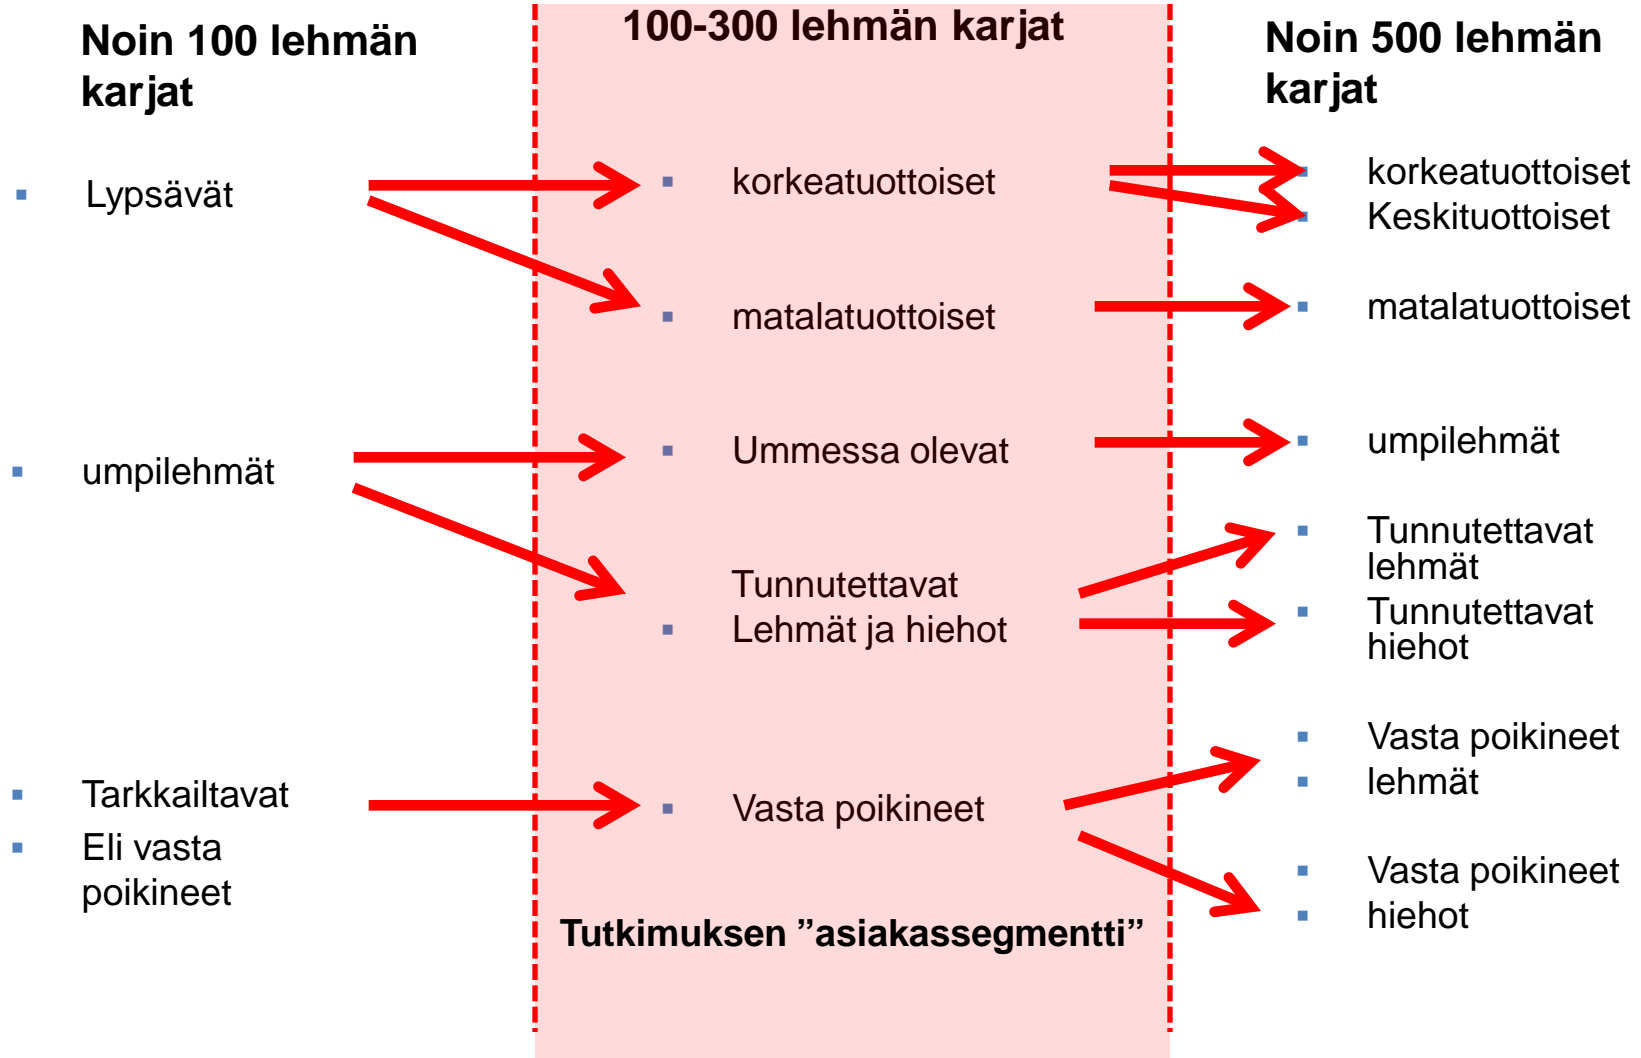 Noin 100 lehmän
karjat
Lypsävät
umpilehmät
Tarkkailtavat
Eli vasta
poikineet
100-300 lehmän karjat
korkeatuottoiset
matalatuottoiset
Ummessa olevat
Tunnutettavat
Lehmät ja hiehot
Vasta poikineet
Tutkimuksen ”asiakassegmentti”
Noin 500 lehmän
karjat
korkeatuottoiset
Keskituottoiset
matalatuottoiset
umpilehmät
Tunnutettavat
lehmät
Tunnutettavat
hiehot
Vasta poikineet
lehmät
Vasta poikineet
hiehot